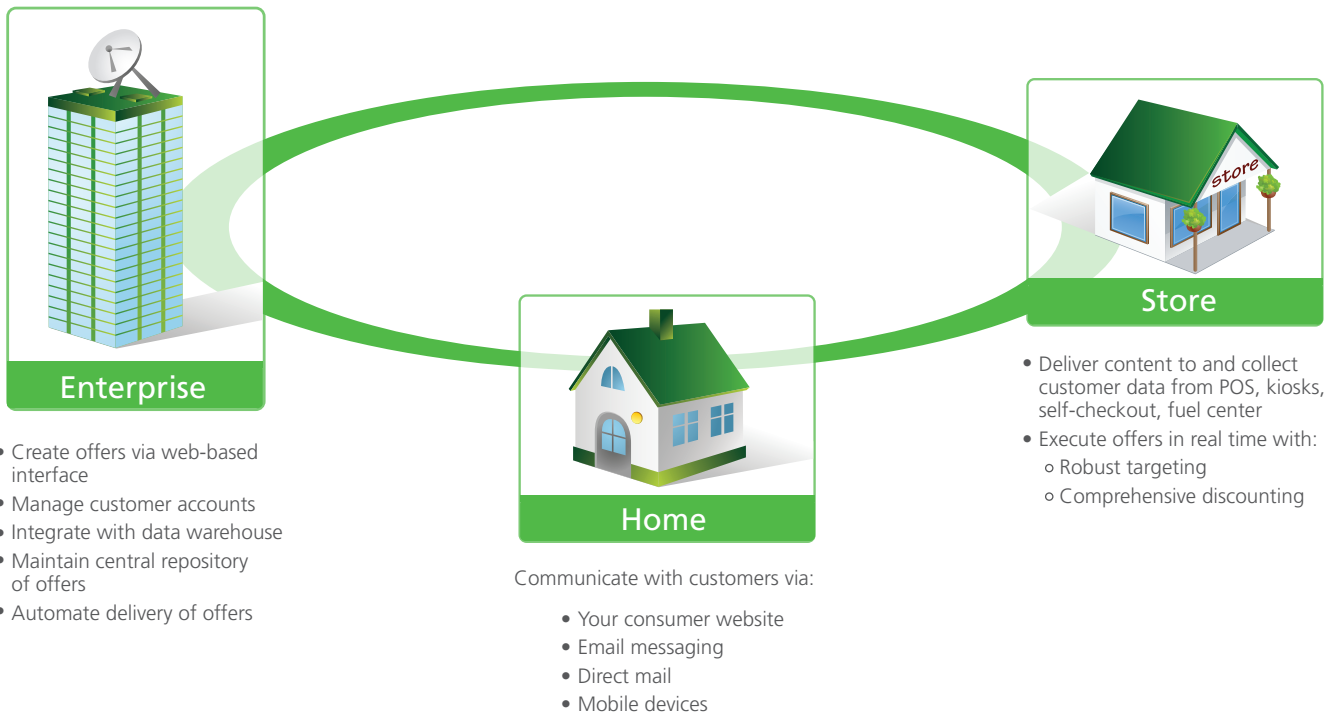 store
Enterprise
• Create offers via web-based
interface
• Manage customer accounts
• Integrate with data warehouse
• Maintain central repository
of offers
• Automate delivery of offers
Home
Communicate with customers via:
• Your consumer website
• Email messaging
• Direct mail
• Mobile devices
Store
• Deliver content to and collect
customer data from POS, kiosks,
self-checkout, fuel center
• Execute offers in real time with:
o Robust targeting
o Comprehensive discounting